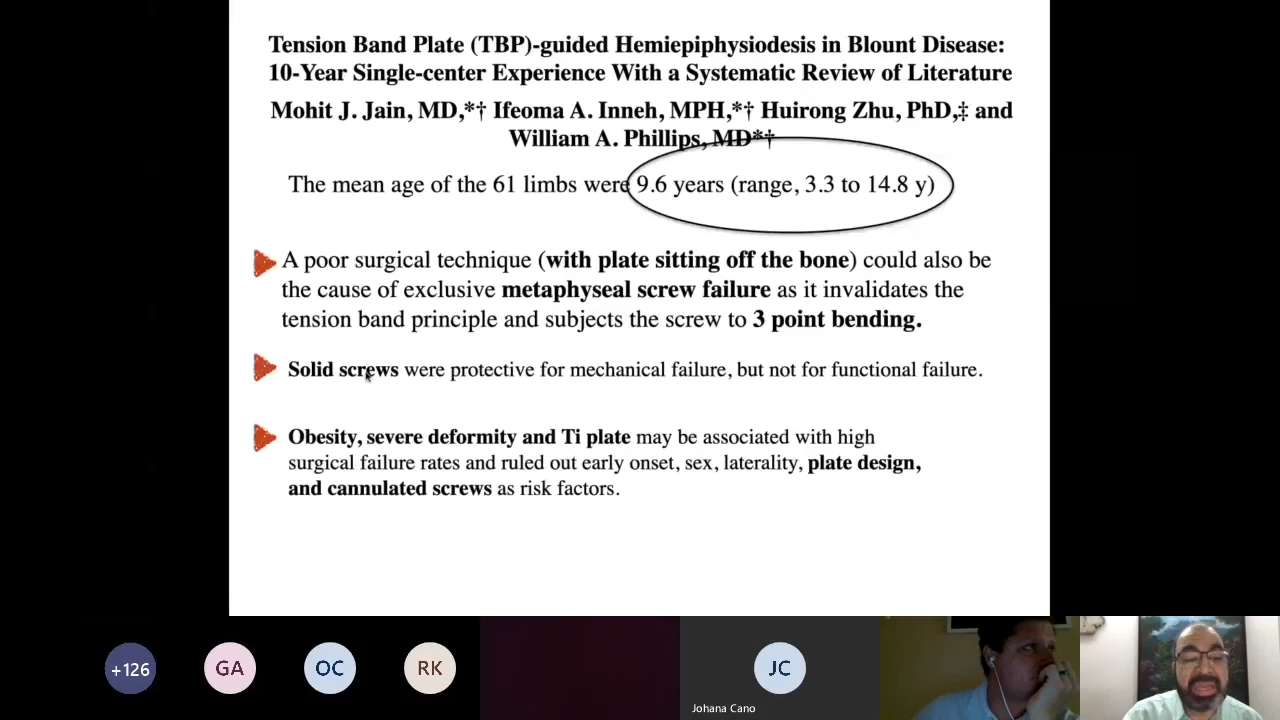 Tension Band Plate (TBP)-guided Hemiepiphysiodesis in Blount Disease:
10-Year Single-center Experience With a Systematic Review of Literature
Mohit J. Jain, MD,*† Ifeoma A. Inneh, MPH,*† Huirong Zhu, PhD,‡ and
William A. Phillips, MD*†
The mean age of the 61 limbs were 9.6 years (range, 3.3 to 14.8 y)
A poor surgical technique (with plate sitting off the bone) could also be
the cause of exclusive metaphyseal screw failure as it invalidates the
tension band principle and subjects the screw to 3 point bending.
Solid screws were protective for mechanical failure, but not for functional failure.
Obesity, severe deformity and Ti plate may be associated with high
surgical failure rates and ruled out early onset, sex, laterality, plate design,
and cannulated screws as risk factors.
+126
GA
OC
RK
JC
Johana Cano